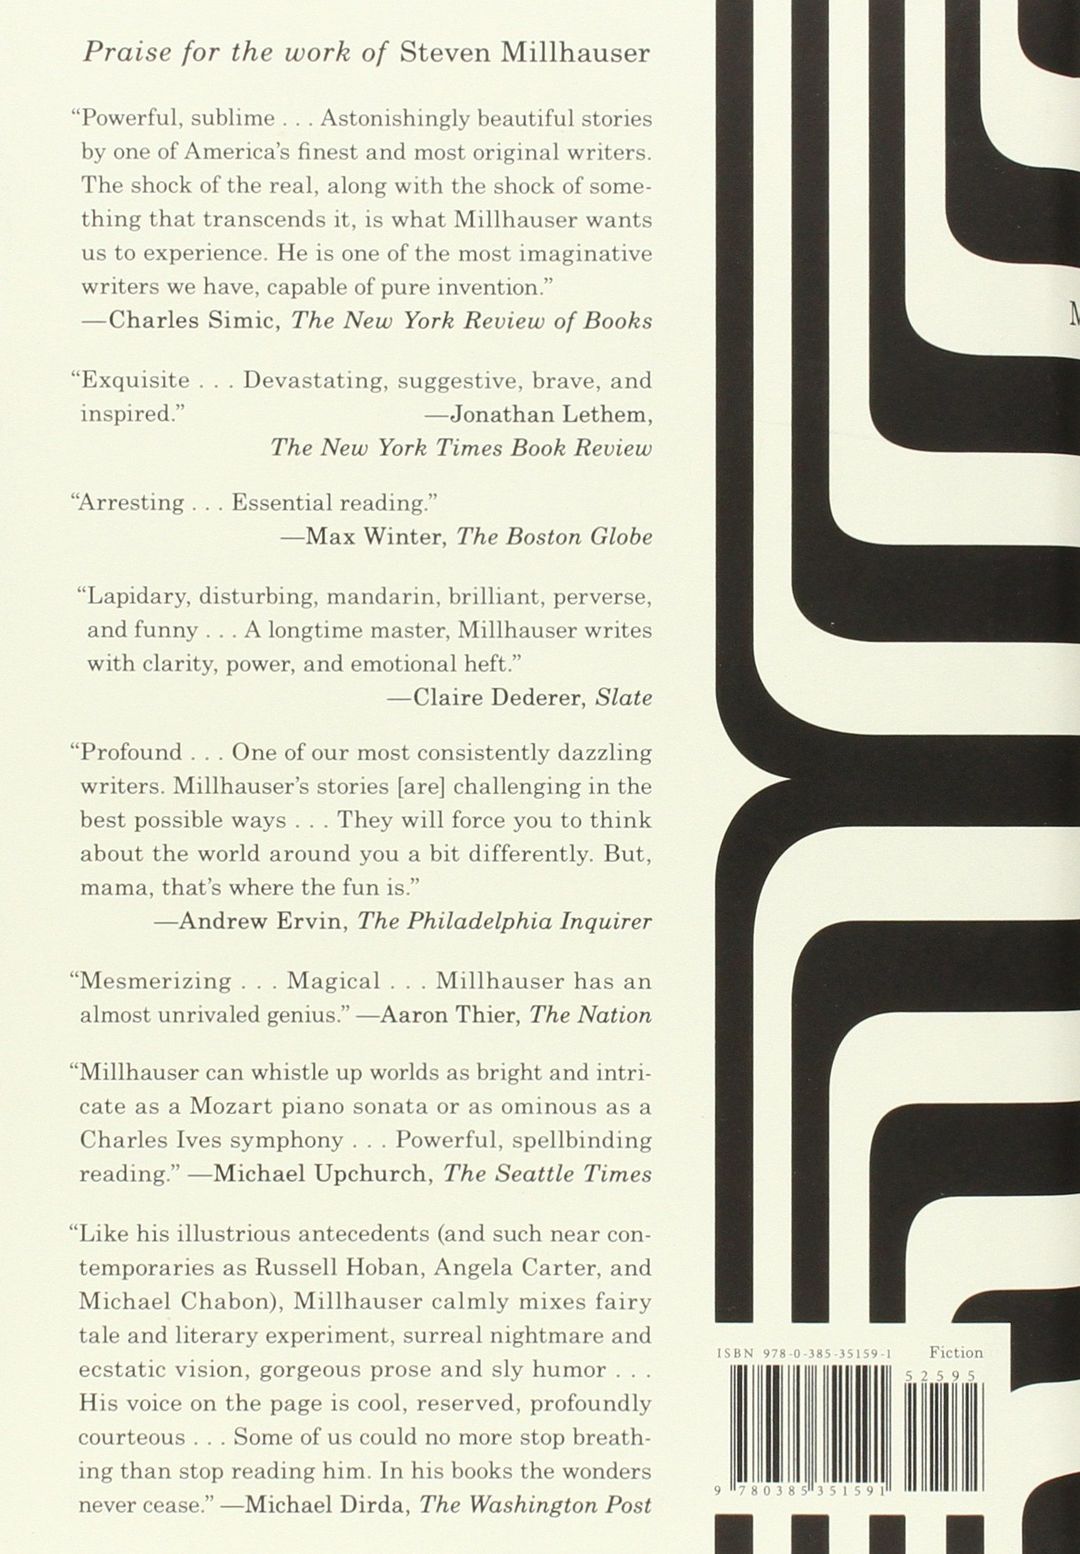 Praise for the work of Steven Millhauser
“Powerful, sublime . . . Astonishingly beautiful stories
by one of America’s finest and most original writers.
The shock of the real, along with the shock of some-
thing that transcends it, is what Millhauser wants
us to experience. He is one of the most imaginative
writers we have, capable of pure invention.”
—Charles Simic, The New York Review of Books
“Exquisite . . . Devastating, suggestive, brave, and
inspired.” —Jonathan Lethem,
The New York Times Book Review
“Arresting . . . Essential reading.”
—Max Winter, The Boston Globe
“Lapidary, disturbing, mandarin, brilliant, perverse,
and funny . . . A longtime master, Millhauser writes
with clarity, power, and emotional heft.”
—Claire Dederer, Slate
“Profound . . . One of our most consistently dazzling
writers. Millhauser’s stories [are] challenging in the
best possible ways . . . They will force you to think
about the world around you a bit differently. But,
mama, that’s where the fun is.”
—Andrew Ervin, The Philadelphia Inquirer
“Mesmerizing . . . Magical . . . Millhauser has an
almost unrivaled genius.” —Aaron Thier, The Nation
“Millhauser can whistle up worlds as bright and intri-
cate as a Mozart piano sonata or as ominous as a
Charles Ives symphony . . . Powerful, spellbinding
reading.” —Michael Upchurch, The Seattle Times
“Like his illustrious antecedents (and such near con-
temporaries as Russell Hoban, Angela Carter, and
Michael Chabon), Millhauser calmly mixes fairy
tale and literary experiment, surreal nightmare and
ecstatic vision, gorgeous prose and sly humor . . .
His voice on the page is cool, reserved, profoundly
courteous . . . Some of us could no more stop breath-
ing than stop reading him. In his books the wonders
never cease.” —Michael Dirda, The Washington Post
M
ISBN 978-0-385-35159-1 Fiction
52595
9 780385 351591